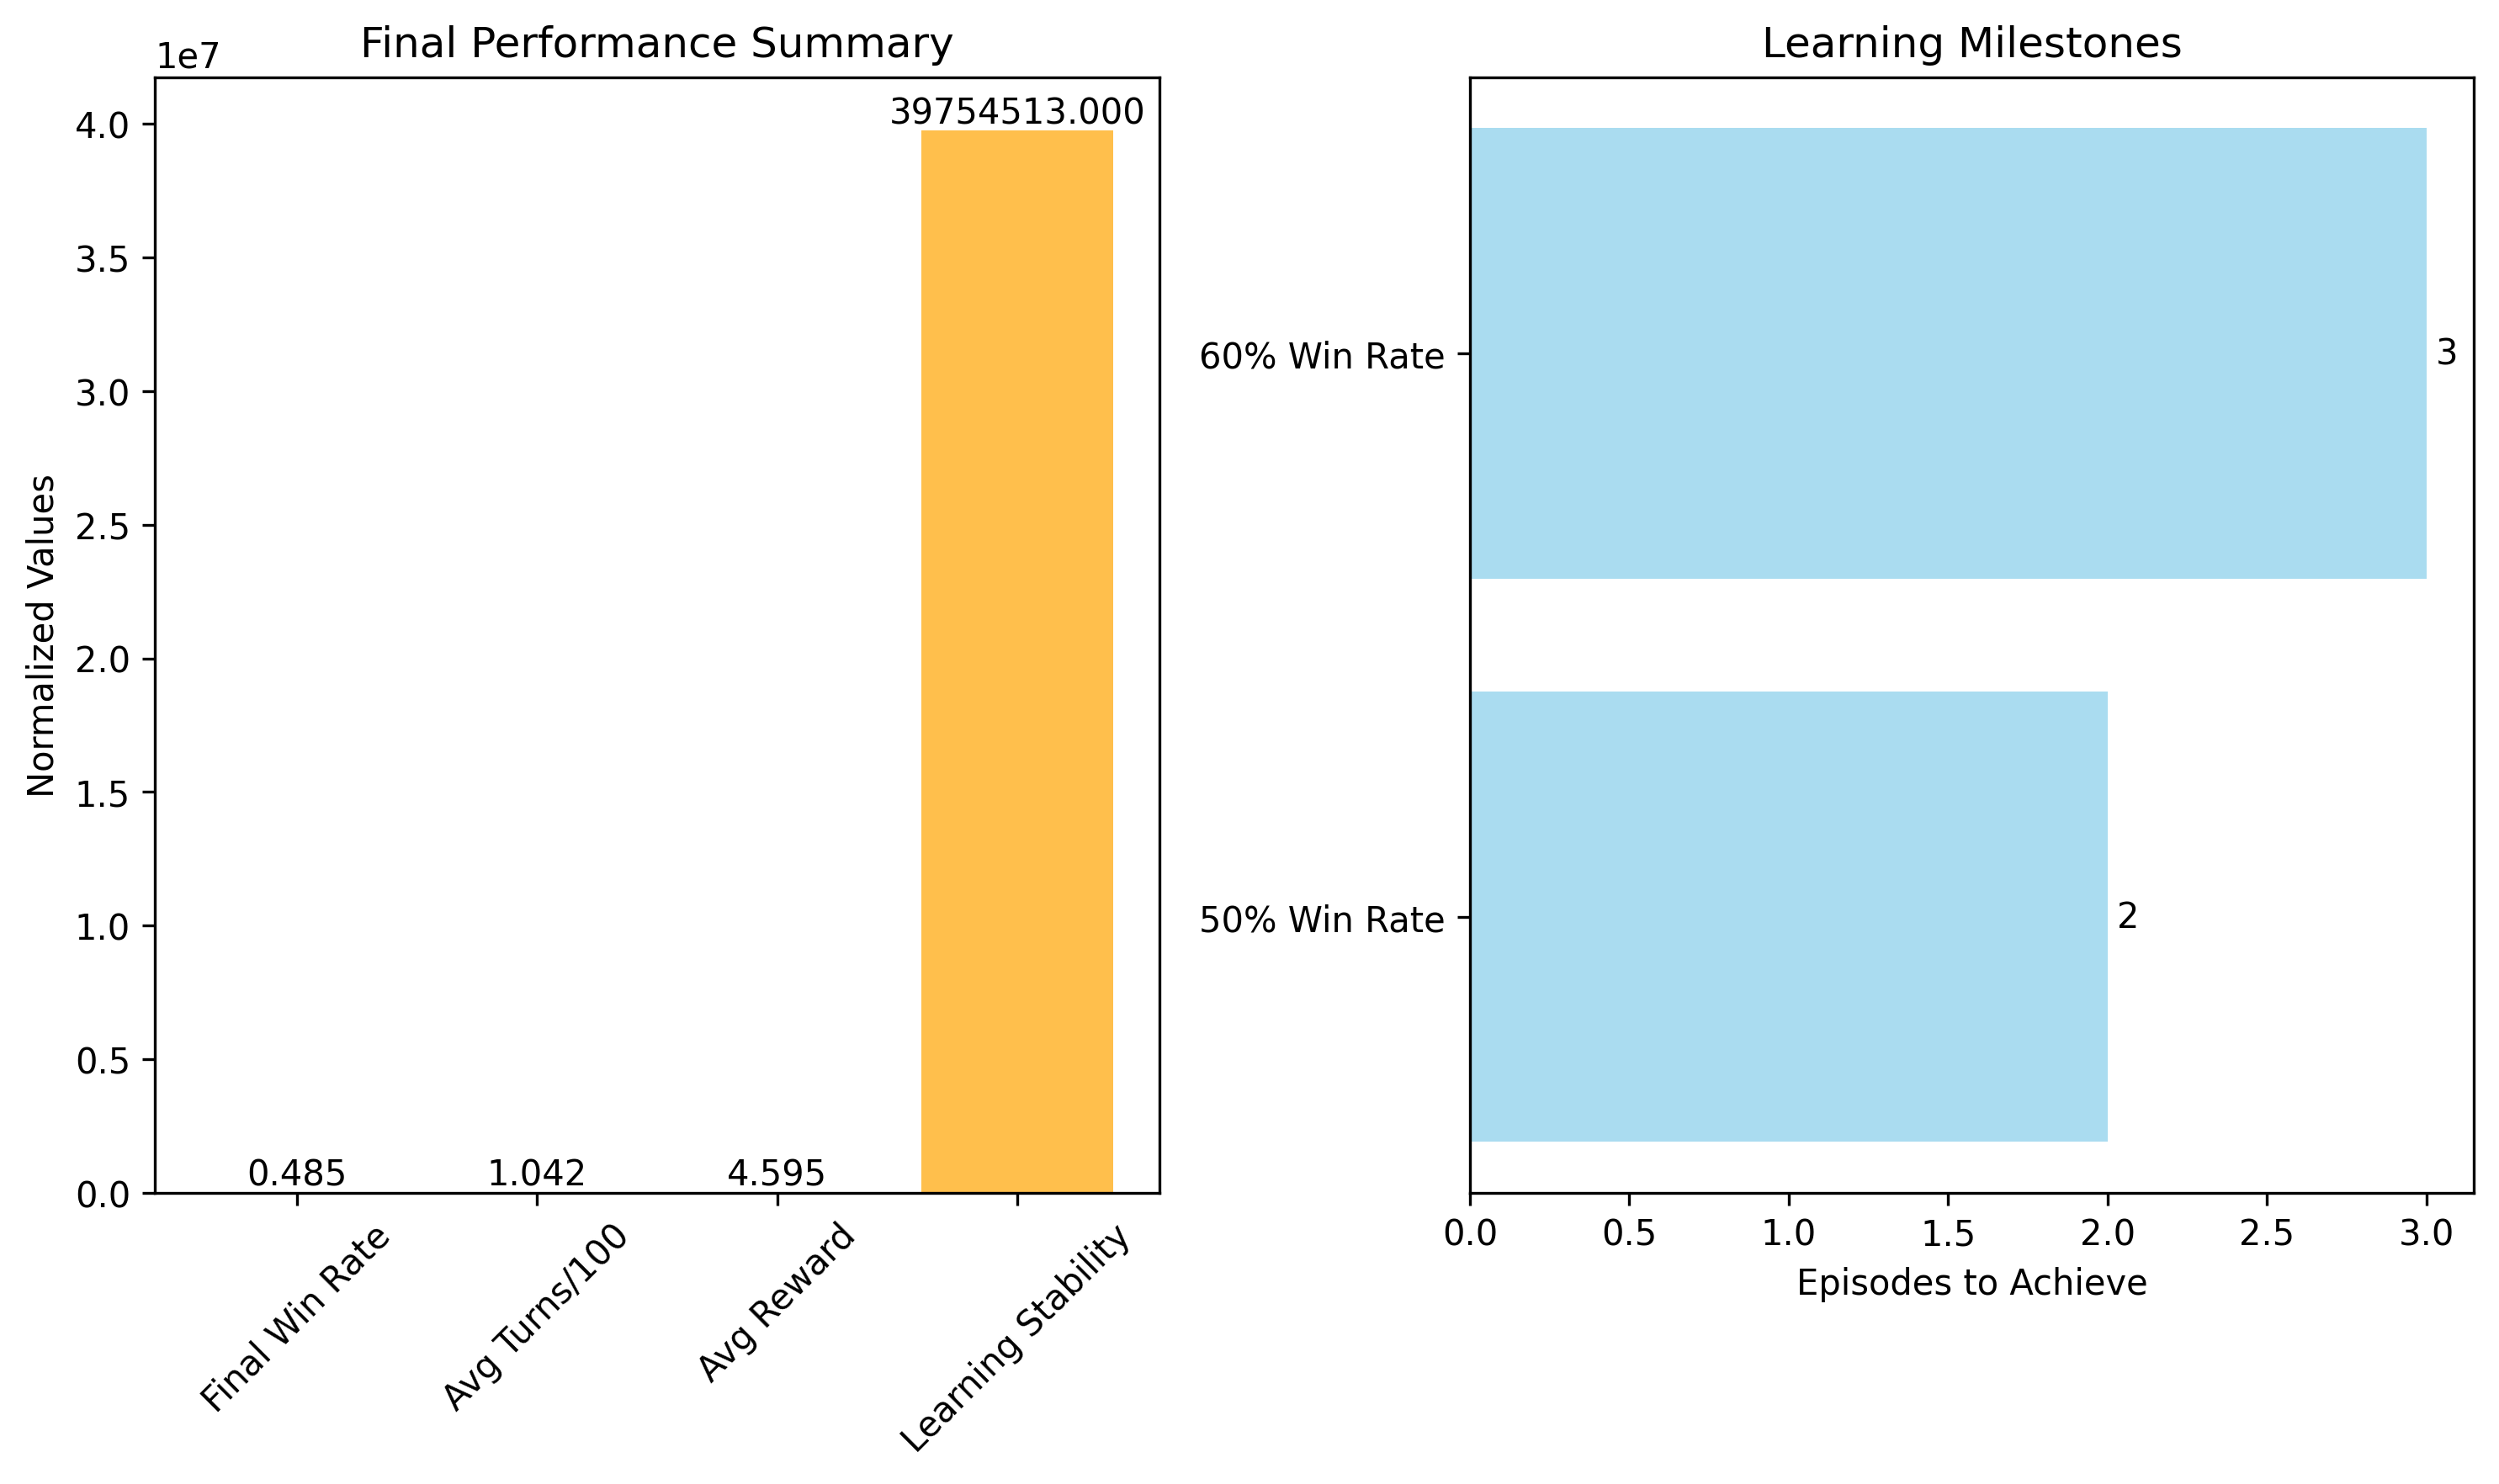 Final Performance Summary
1e7
4.0
3.5
3.0
2.5
2.0
1.5
1.0
0.5
0.0
Normalized Values
0.485
1.042
4.595
39754513.000
Final Win Rate
Avg Turns/100
Avg Reward
Learning Stability
Learning Milestones
60% Win Rate
50% Win Rate
3
2
0.0
0.5
1.0
1.5
2.0
2.5
3.0
Episodes to Achieve